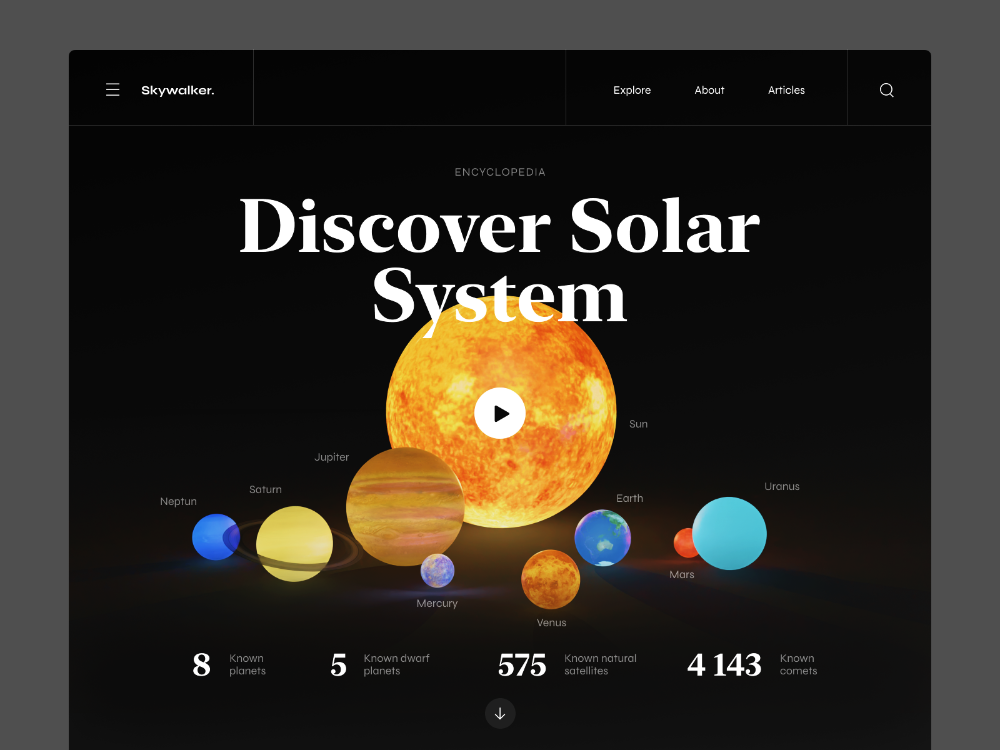 Skywalker.
Explore
About
Articles
ENCYCLOPEDIA
Discover Solar
System
Sun
Jupiter
Saturn
Neptun
Uranus
Earth
Mars
Mercury
Venus
8 Known
planets
5 Known dwarf
planets
575 Known natural
satellites
4 143 Known
comets